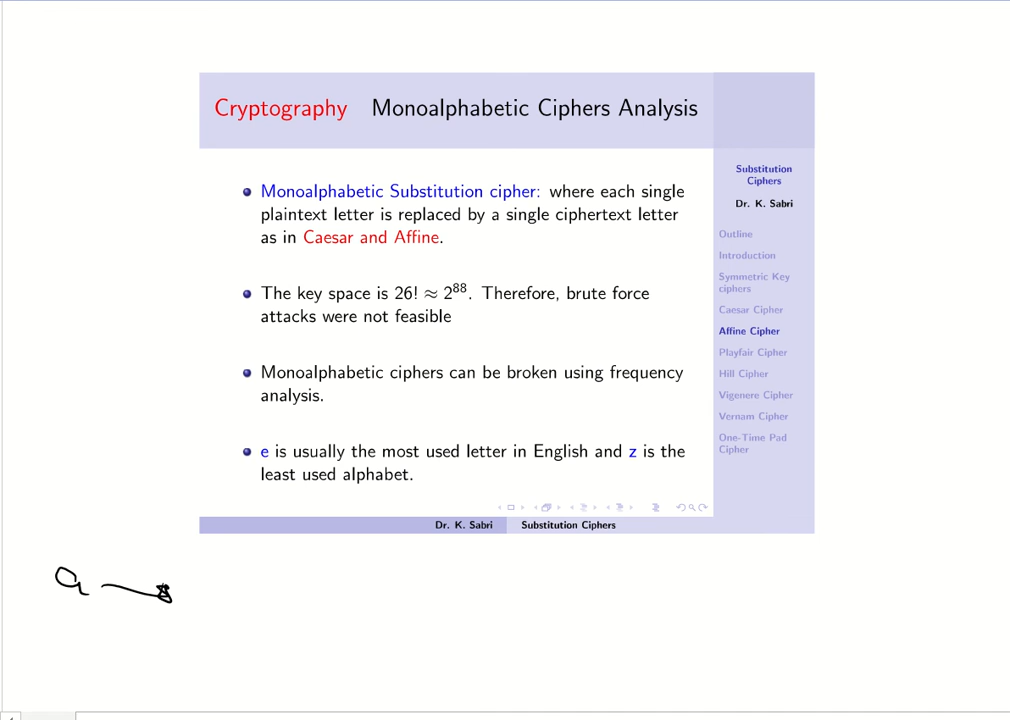 Cryptography Monoalphabetic Ciphers Analysis
Monoalphabetic Substitution cipher: where each single
plaintext letter is replaced by a single ciphertext letter
as in Caesar and Affine.
The key space is 26! ≈ 2⁸⁸. Therefore, brute force
attacks were not feasible
Monoalphabetic ciphers can be broken using frequency
analysis.
e is usually the most used letter in English and z is the
least used alphabet.
Substitution
Ciphers
Dr. K. Sabri
Outline
Introduction
Symmetric Key
ciphers
Caesar Cipher
Affine Cipher
Playfair Cipher
Hill Cipher
Vigenere Cipher
Vernam Cipher
One-Time Pad
Cipher
Dr. K. Sabri Substitution Ciphers
a